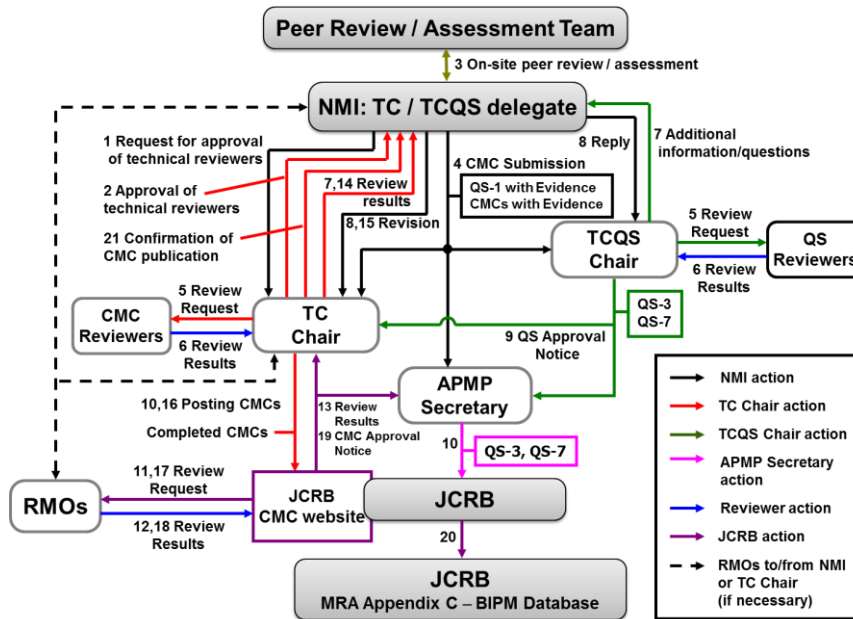 Peer Review / Assessment Team
3 On-site peer review / assessment
NMI: TC / TCQS delegate
1 Request for approval
of technical reviewers
2 Approval of
technical reviewers
21 Confirmation of
CMC publication
7,14 Review
results
8,15 Revision
4 CMC Submission
QS-1 with Evidence
CMCs with Evidence
8 Reply
7 Additional
information/questions
TCQS
Chair
5 Review
Request
6 Review
Results
QS
Reviewers
CMC
Reviewers
5 Review
Request
6 Review
Results
TC
Chair
QS-3
QS-7
9 QS Approval
Notice
APMP
Secretary
10,16 Posting CMCs
Completed CMCs
13 Review
Results
19 CMC Approval
Notice
10
QS-3, QS-7
RMOs
11,17 Review
Request
12,18 Review
Results
JCRB
CMC website
JCRB
20
JCRB
MRA Appendix C – BIPM Database
NMI action
TC Chair action
TCQS Chair action
APMP Secretary
action
Reviewer action
JCRB action
RMOs to/from NMI
or TC Chair
(if necessary)